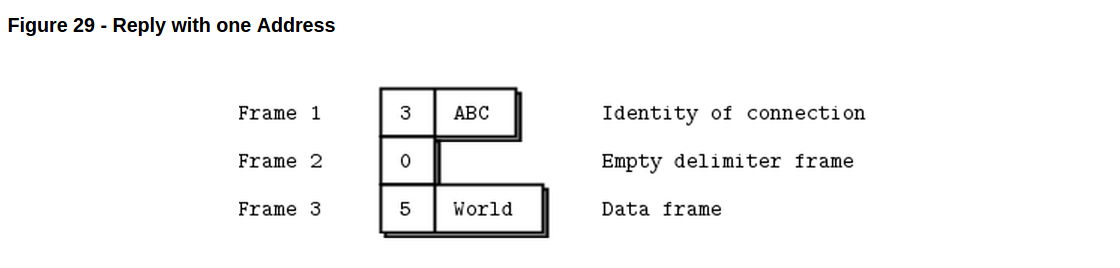 Figure 29 - Reply with one Address
Frame 1 3 ABC Identity of connection
Frame 2 0 Empty delimiter frame
Frame 3 5 World Data frame